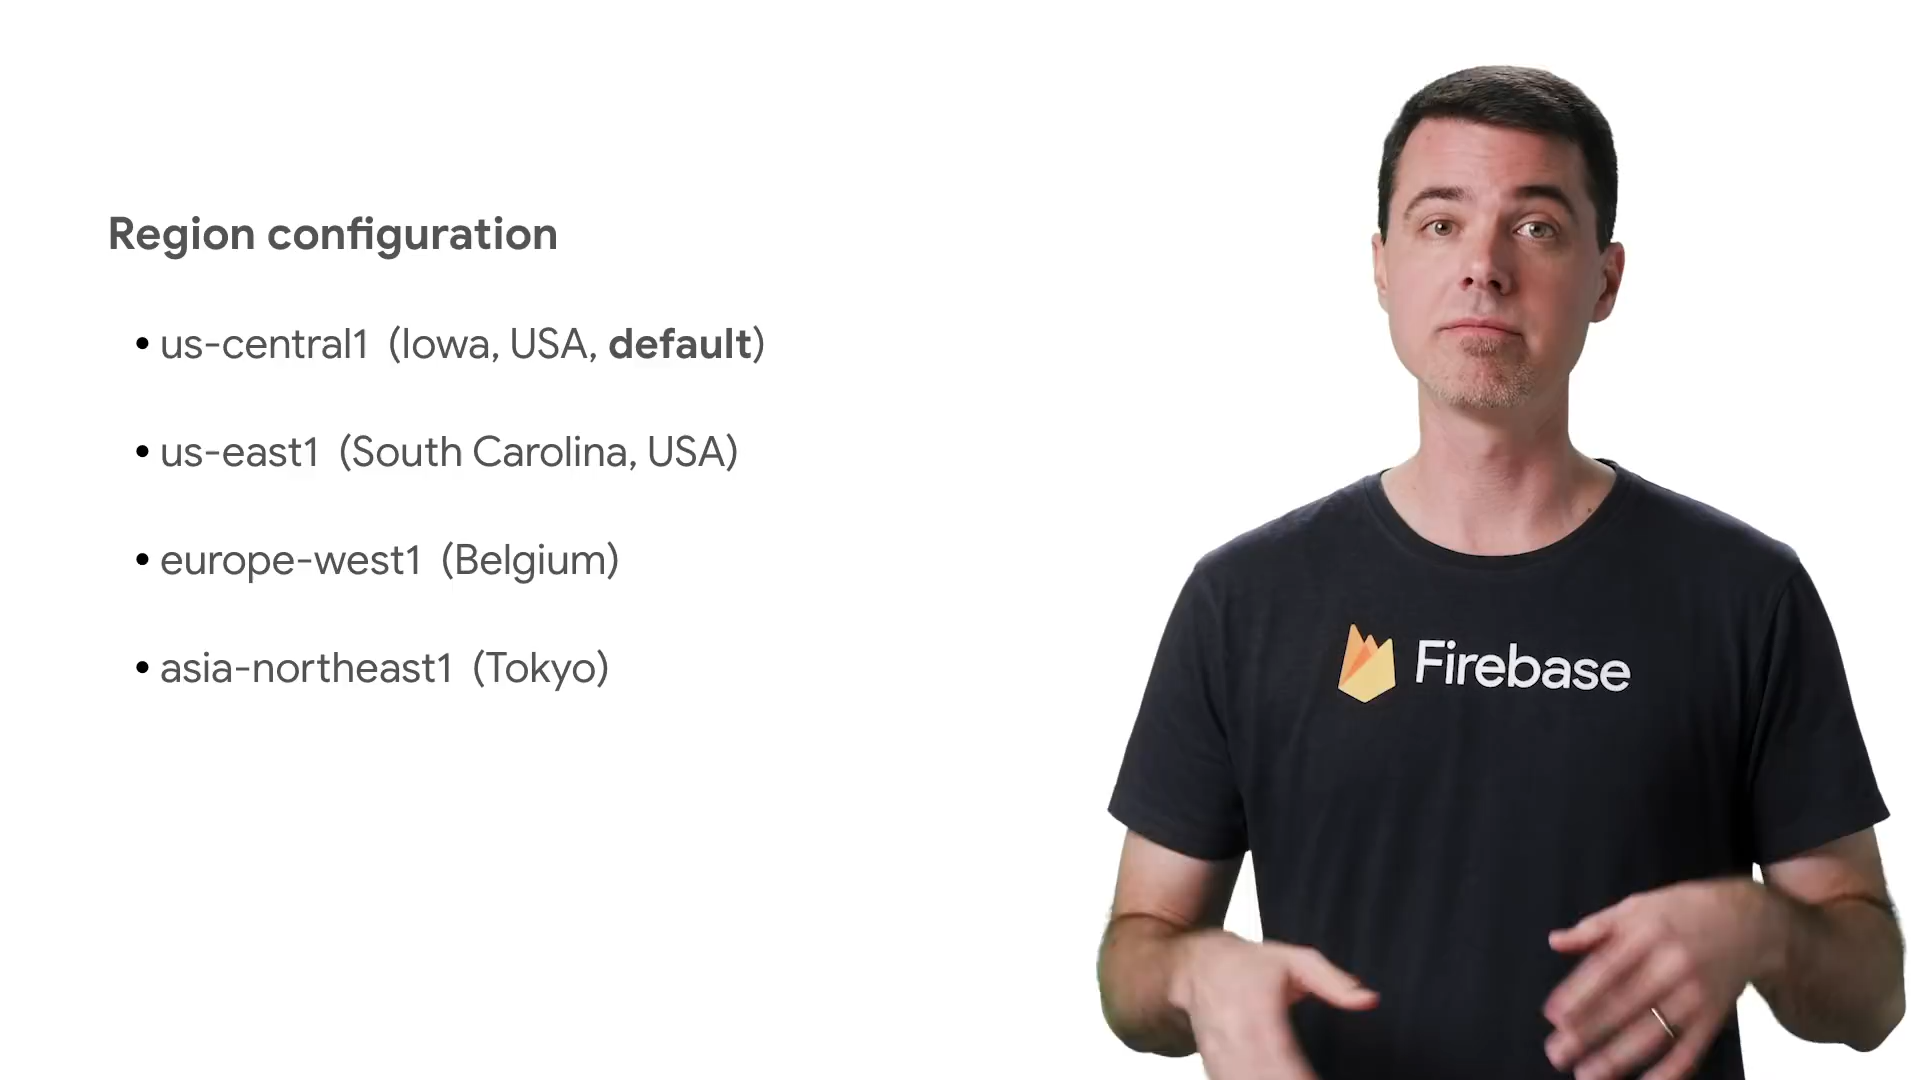 Region configuration
• us-central1 (Iowa, USA, default)
• us-east1 (South Carolina, USA)
• europe-west1 (Belgium)
• asia-northeast1 (Tokyo)
Firebase